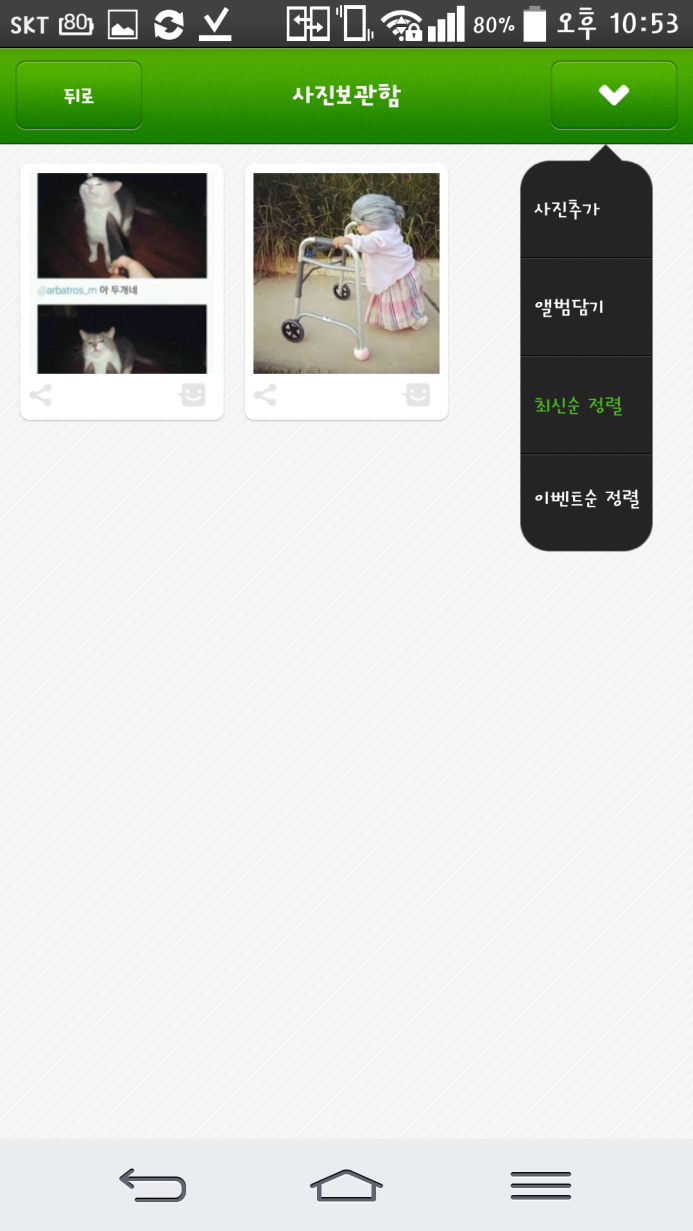 SKT 80 80% 오후 10:53
뒤로 사진보관함
@arbatros_m 아 두개네
사진추가
앨범담기
최신순 정렬
이벤트순 정렬